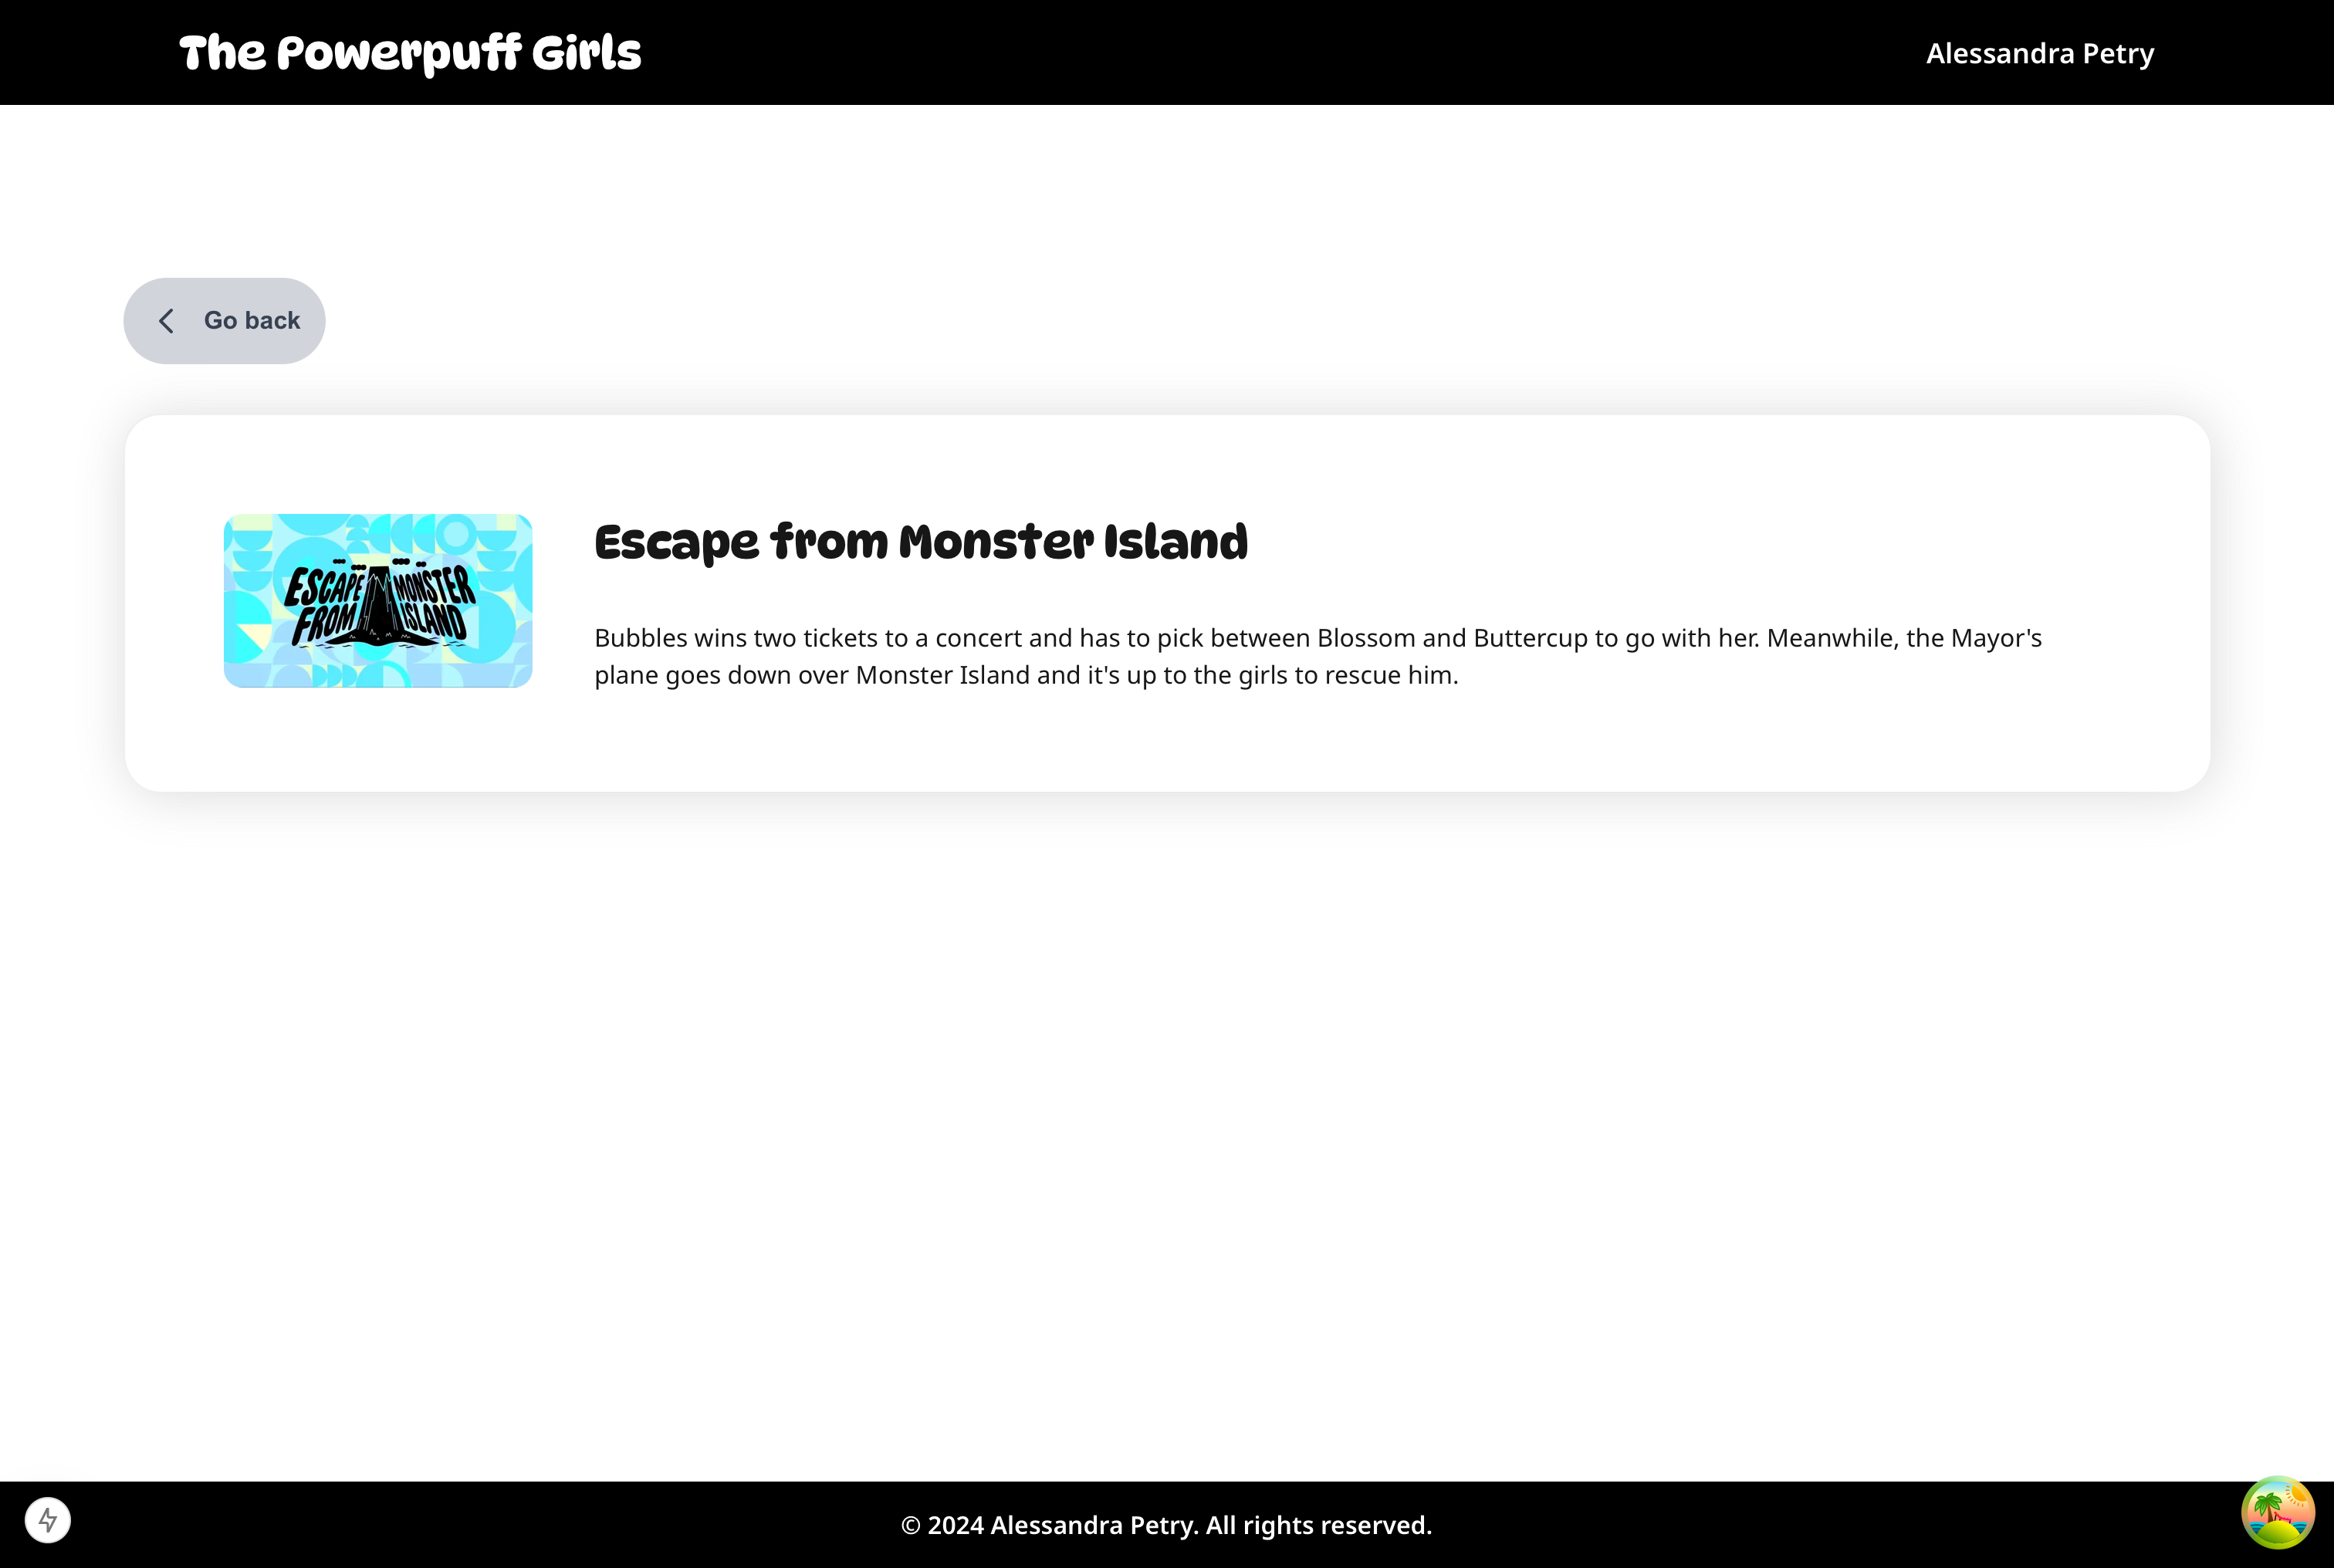 The Powerpuff Girls
Alessandra Petry
Go back
ESCAPE FROM MONSTER ISLAND
Escape from Monster Island
Bubbles wins two tickets to a concert and has to pick between Blossom and Buttercup to go with her. Meanwhile, the Mayor's
plane goes down over Monster Island and it's up to the girls to rescue him.
© 2024 Alessandra Petry. All rights reserved.